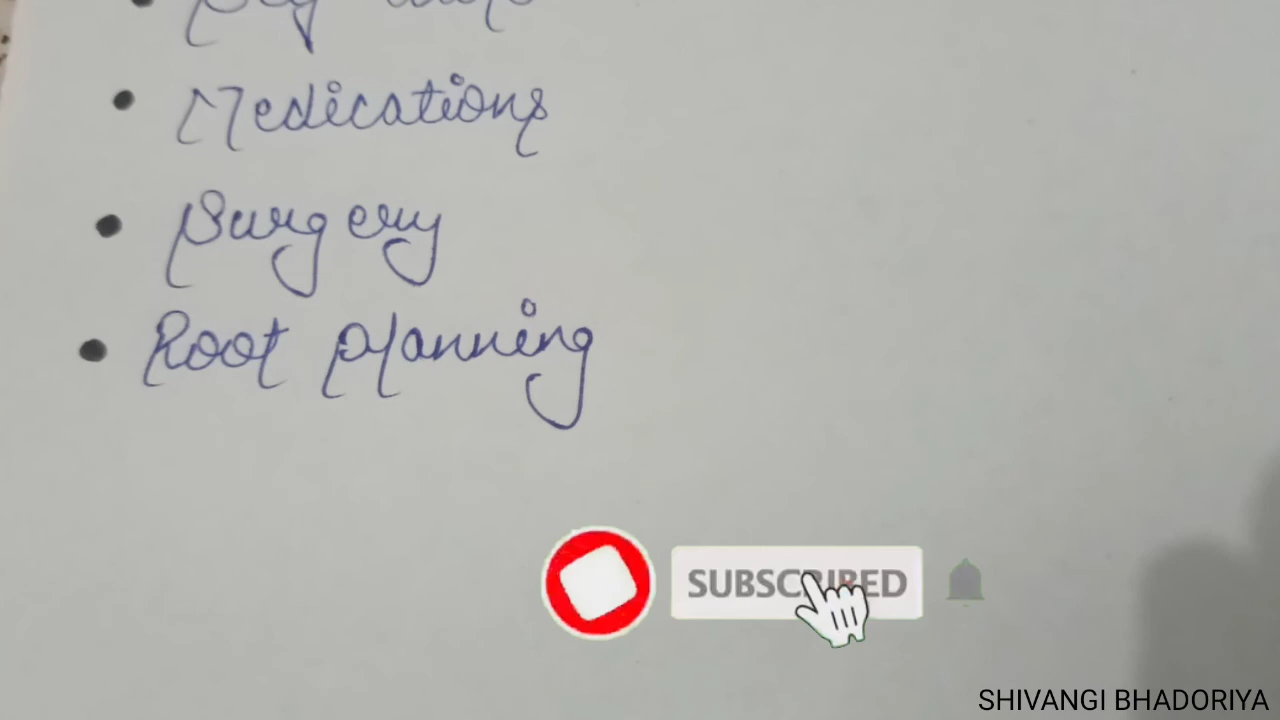 • Medications
• Surgery
• Root planning
SUBSCRIBED
SHIVANGI BHADORIYA